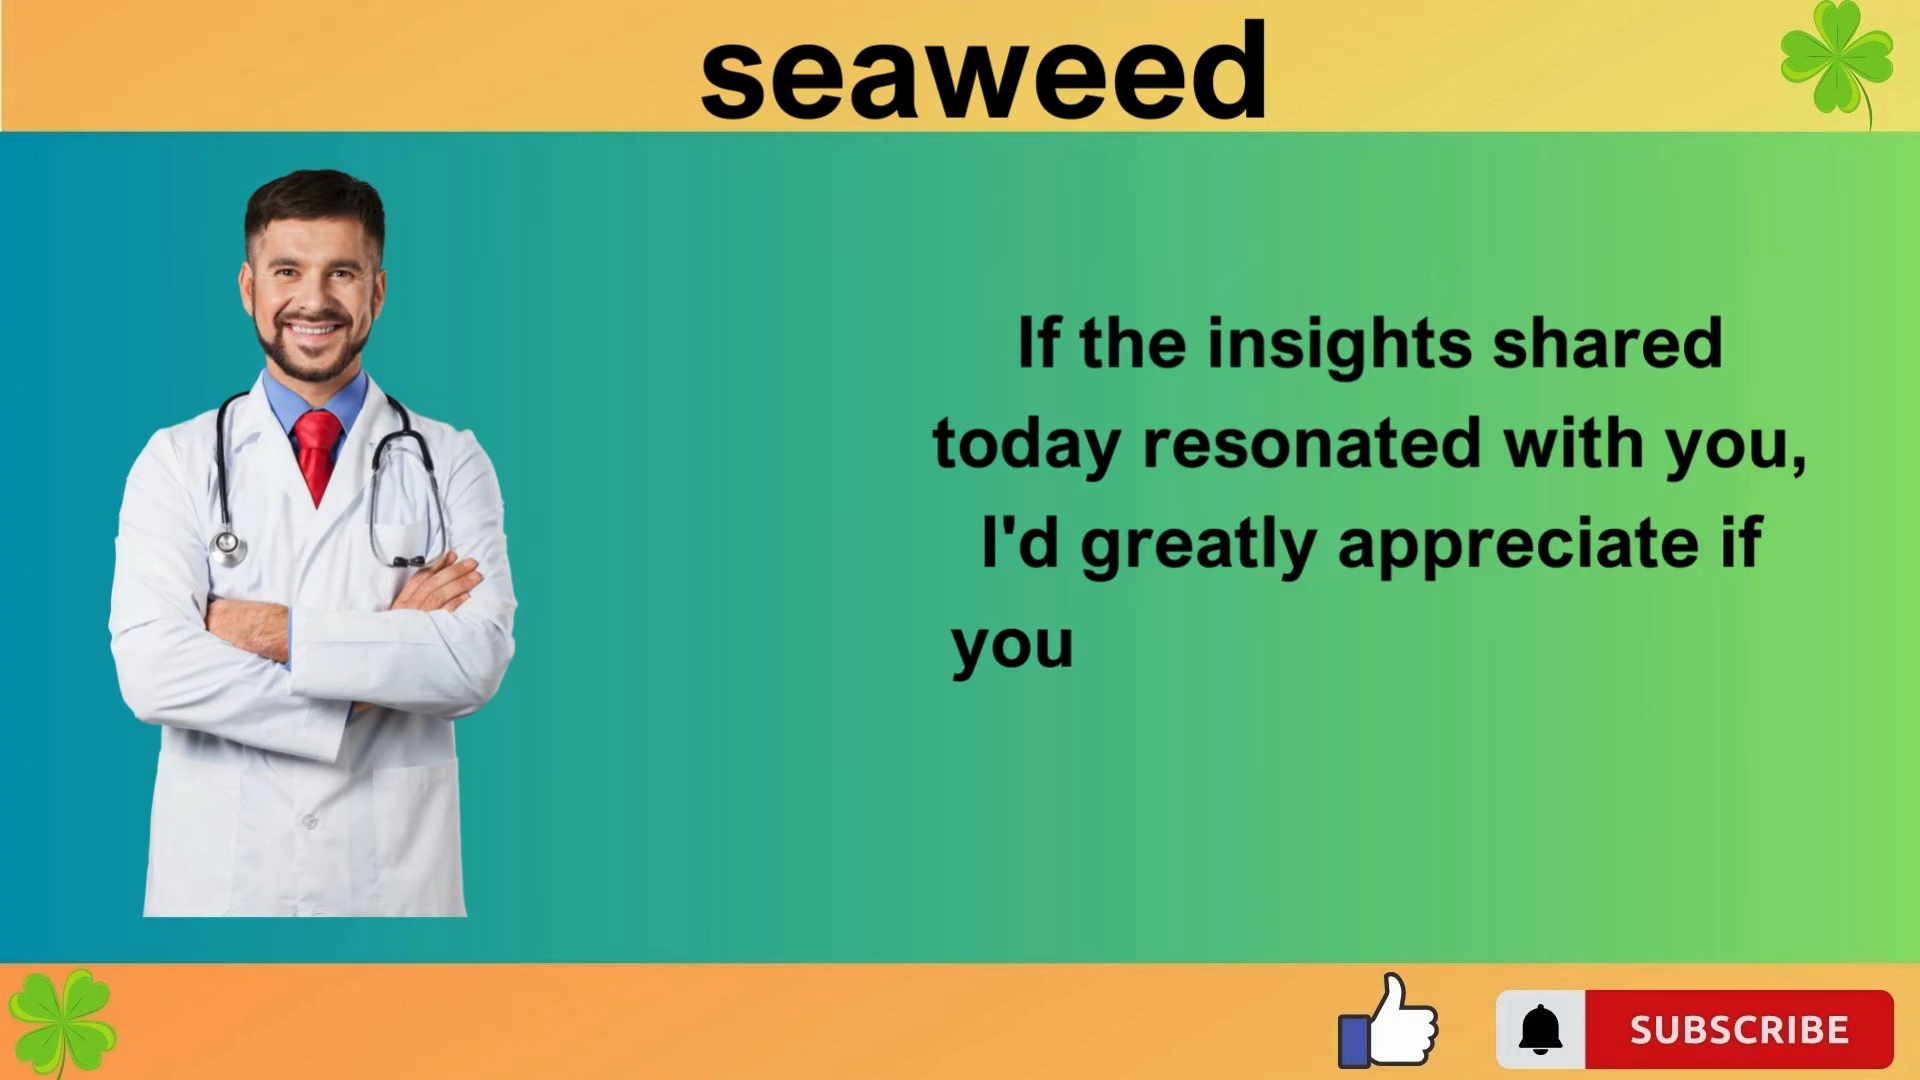 seaweed
If the insights shared
today resonated with you,
I'd greatly appreciate if
you
SUBSCRIBE